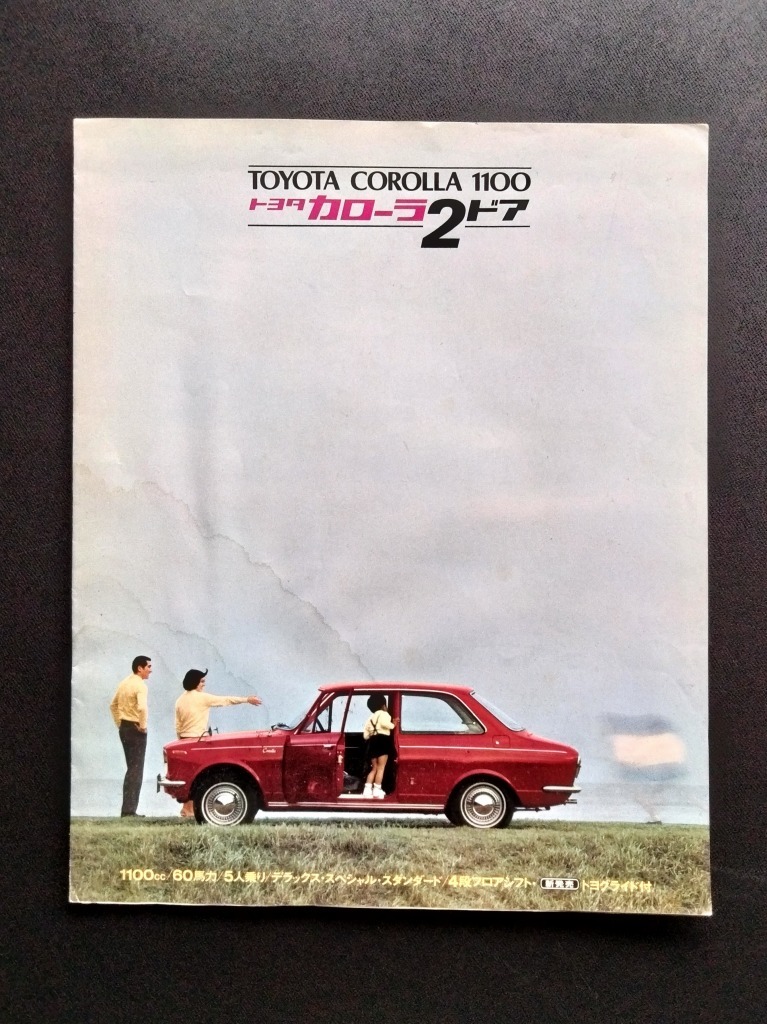 TOYOTA COROLLA 1100
トヨタ カローラ 2ドア
1100cc/60馬力/5人乗り/デラックス・スペシャル・スタンダード/4段フロアシフト・新発売トヨグライド付
Corolla